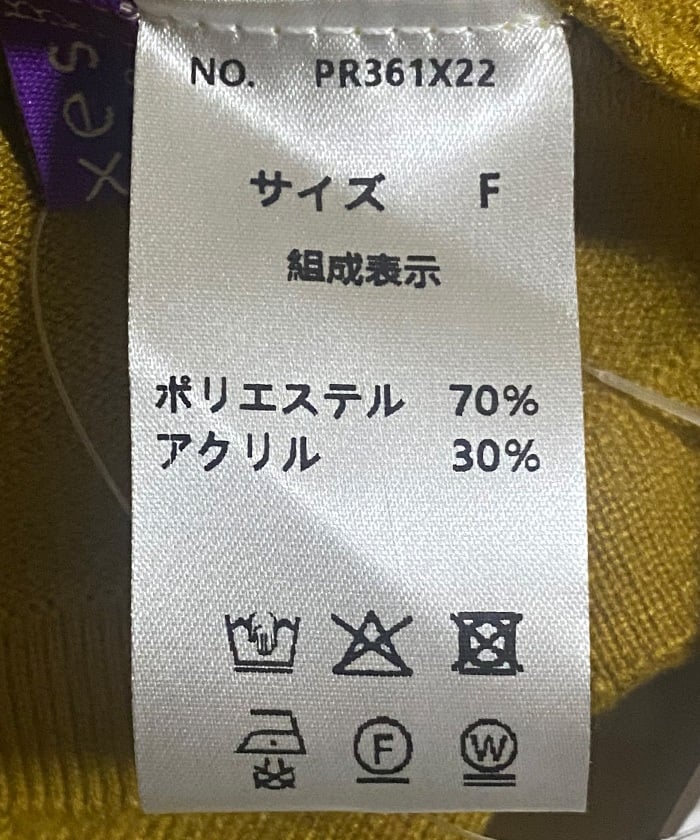 NO. PR361X22
サイズ F
組成表示
ポリエステル 70%
アクリル 30%
F
W
xes